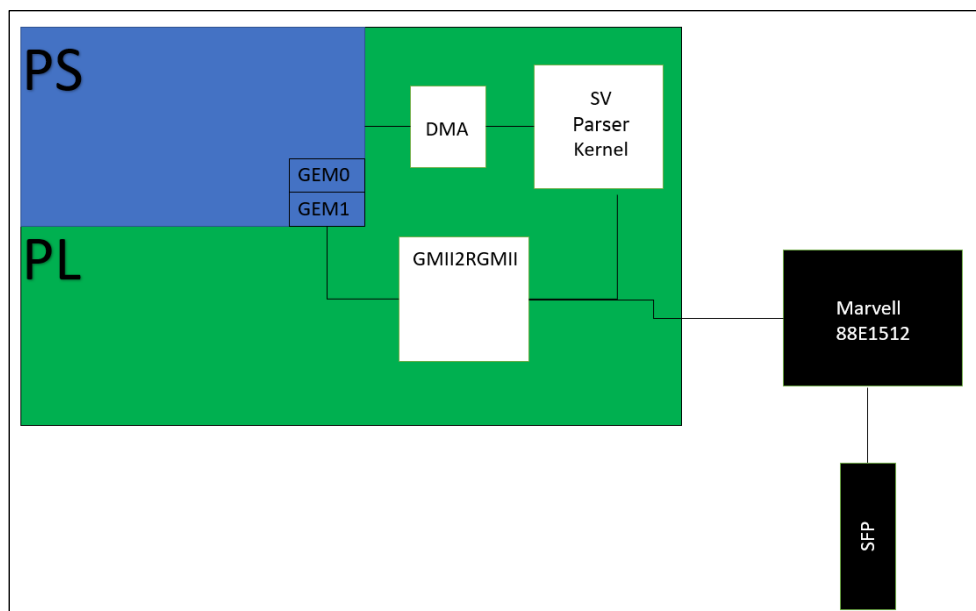 PS
DMA
SV
Parser
Kernel
GEM0
GEM1
PL
GMII2RGMII
Marvell
88E1512
SFP